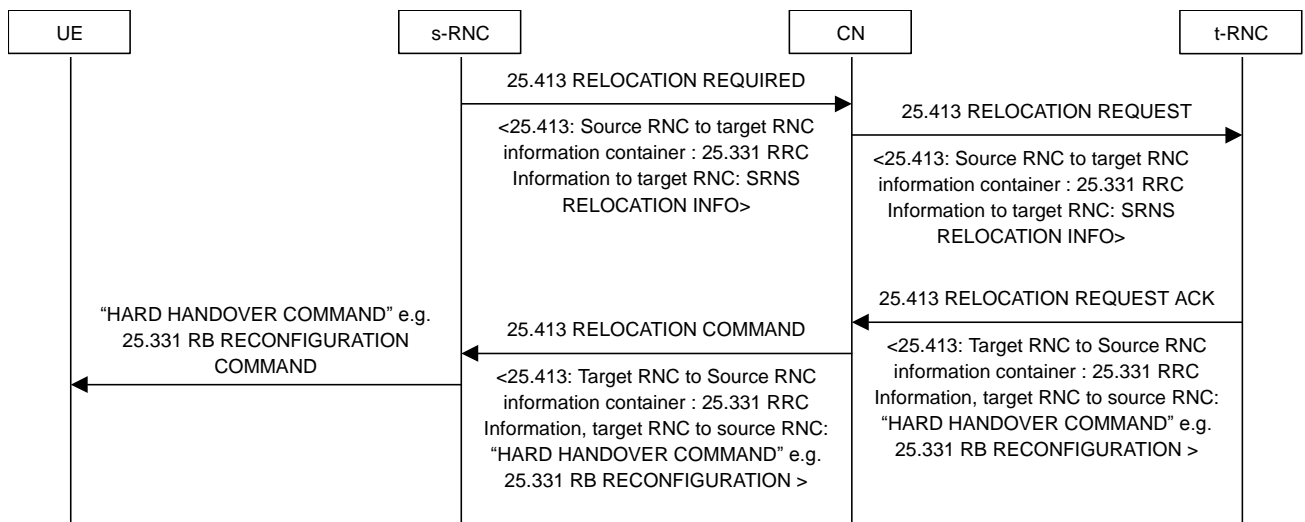 UE
s-RNC
CN
t-RNC
25.413 RELOCATION REQUIRED
<25.413: Source RNC to target RNC
information container : 25.331 RRC
Information to target RNC: SRNS
RELOCATION INFO>
25.413 RELOCATION REQUEST
<25.413: Source RNC to target RNC
information container : 25.331 RRC
Information to target RNC: SRNS
RELOCATION INFO>
25.413 RELOCATION REQUEST ACK
<25.413: Target RNC to Source RNC
information container : 25.331 RRC
Information, target RNC to source RNC:
“HARD HANDOVER COMMAND” e.g.
25.331 RB RECONFIGURATION >
25.413 RELOCATION COMMAND
<25.413: Target RNC to Source RNC
information container : 25.331 RRC
Information, target RNC to source RNC:
“HARD HANDOVER COMMAND” e.g.
25.331 RB RECONFIGURATION >
“HARD HANDOVER COMMAND” e.g.
25.331 RB RECONFIGURATION
COMMAND